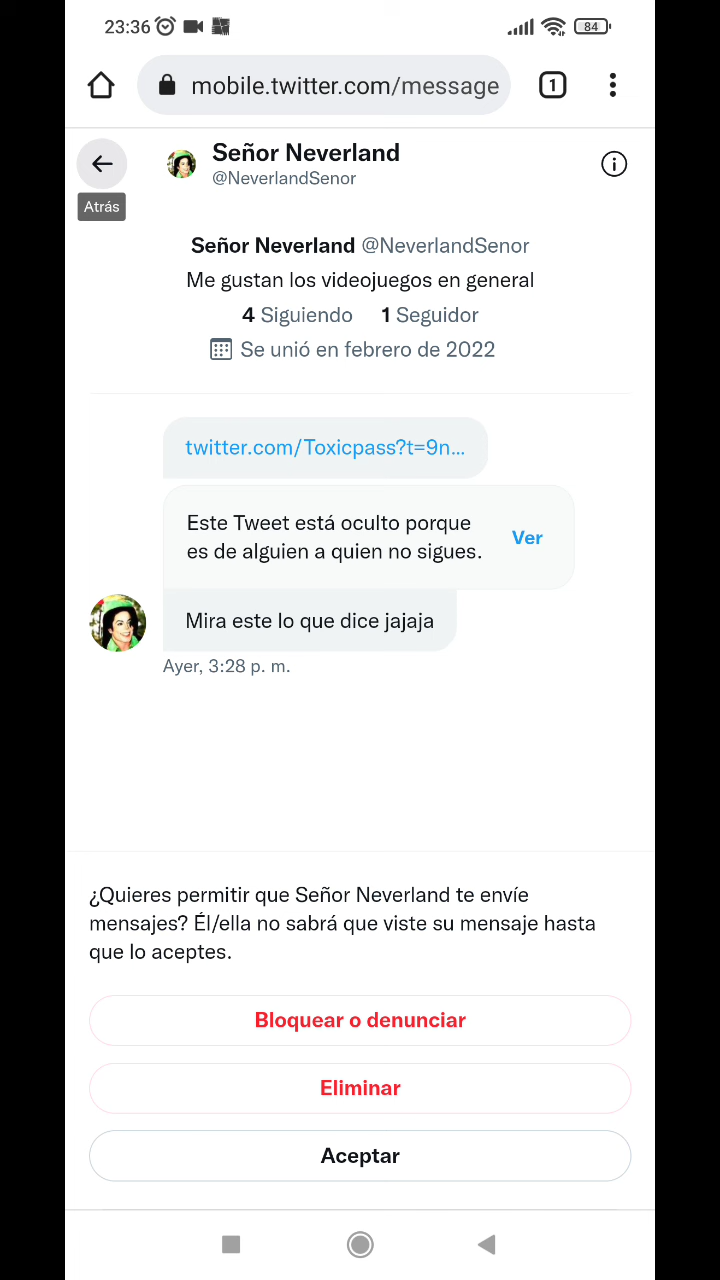 23:36
84
mobile.twitter.com/message
1
Señor Neverland
@NeverlandSenor
Atrás
Señor Neverland @NeverlandSenor
Me gustan los videojuegos en general
4 Siguiendo 1 Seguidor
Se unió en febrero de 2022
twitter.com/Toxicpass?t=9n...
Este Tweet está oculto porque
es de alguien a quien no sigues.
Ver
Mira este lo que dice jajaja
Ayer, 3:28 p. m.
¿Quieres permitir que Señor Neverland te envíe
mensajes? Él/ella no sabrá que viste su mensaje hasta
que lo aceptes.
Bloquear o denunciar
Eliminar
Aceptar